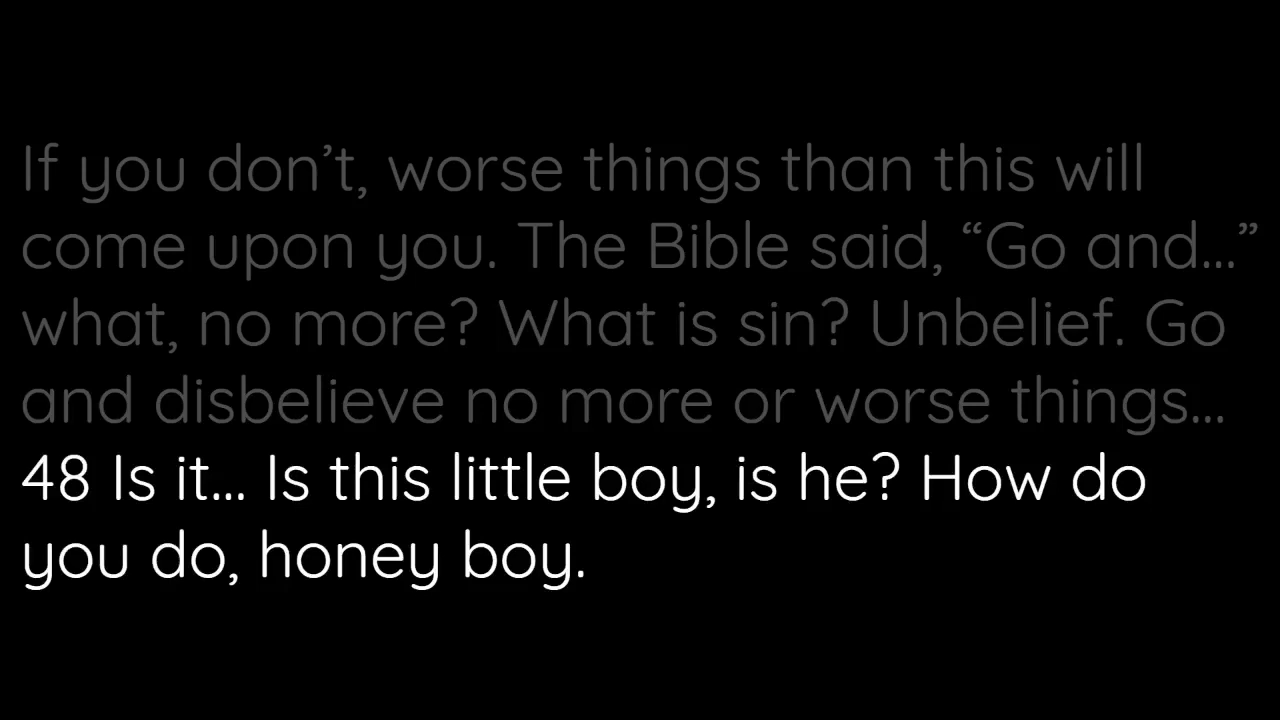 If you don’t, worse things than this will
come upon you. The Bible said, “Go and...”
what, no more? What is sin? Unbelief. Go
and disbelieve no more or worse things...
48 Is it... Is this little boy, is he? How do
you do, honey boy.